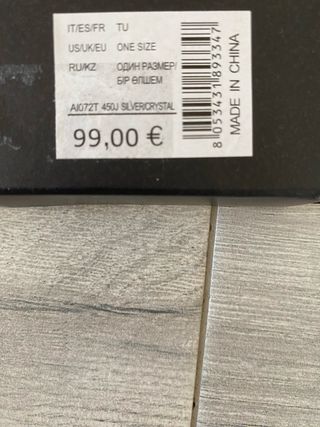 IT/ES/FR TU
US/UK/EU ONE SIZE
RU/KZ ОДИН РАЗМЕР/
БІР ӨЛШЕМ
AI072T 450J SILVER/CRYSTAL
99,00 €
8053431893347
MADE IN CHINA